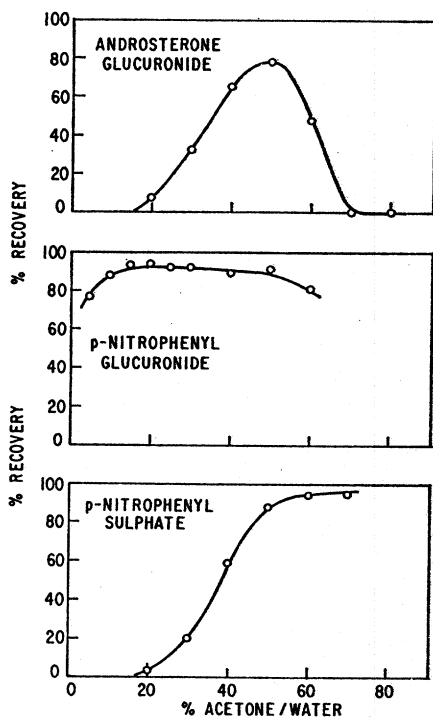 100
80
60
40
20
0
ANDROSTERONE
GLUCURONIDE
% RECOVERY
100
80
60
40
20
0
p-NITROPHENYL
GLUCURONIDE
% RECOVERY
100
80
60
40
20
0
p-NITROPHENYL
SULPHATE
0 20 40 60 80
% ACETONE/WATER